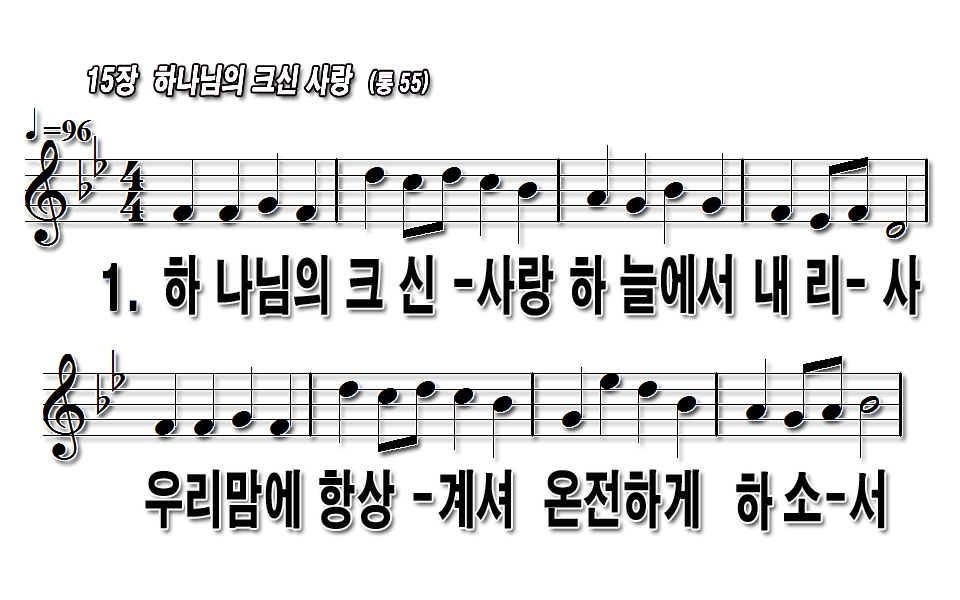 15장 하나님의 크신 사랑 (통 55)
♩=96
4/4
1. 하 나님의 크 신 -사랑 하 늘에서 내 리- 사
우리맘에 항상 -계셔 온전하게 하소-서